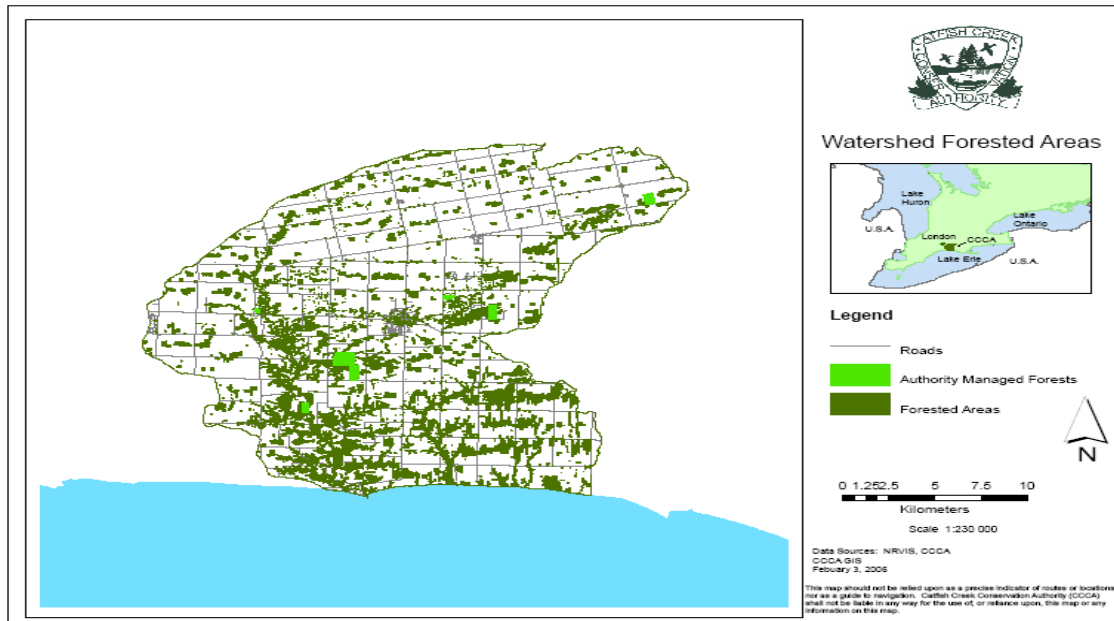 CATFISH CREEK
CONSERVATION
AUTHORITY
Watershed Forested Areas
Lake
Huron
Lake
Ontario
U.S.A.
London
CCCA
Lake Erie
U.S.A.
Legend
Roads
Authority Managed Forests
Forested Areas
N
0 1.252.5 5 7.5 10
Kilometers
Scale 1:230 000
Data Sources: NRVIS, CCCA
CCCA GIS
Febuary 3, 2006
This map should not be relied upon as a precise indicator of routes or locations,
nor as a guide to navigation. Catfish Creek Conservation Authority (CCCA)
shall not be liable in any way for the use of, or reliance upon, this map or any
information on this map.